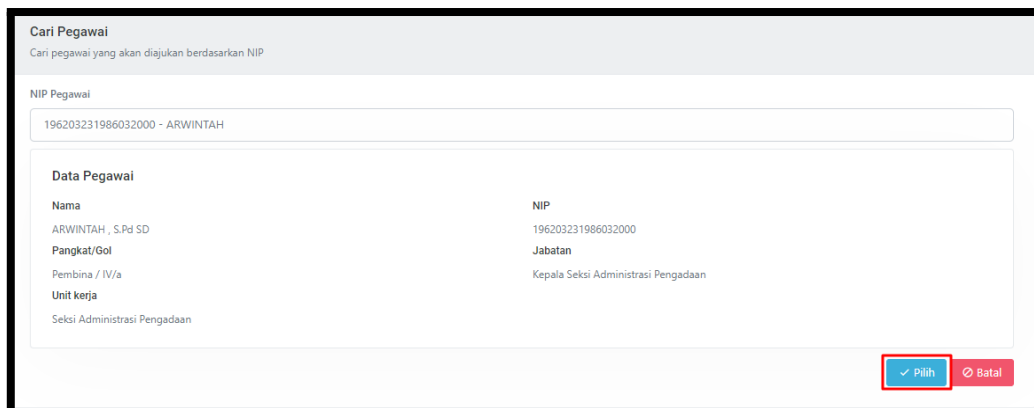 Cari Pegawai
Cari pegawai yang akan diajukan berdasarkan NIP
NIP Pegawai
196203231986032000 - ARWINTAH
Data Pegawai
Nama
NIP
ARWINTAH , S.Pd SD
196203231986032000
Pangkat/Gol
Jabatan
Pembina / IV/a
Kepala Seksi Administrasi Pengadaan
Unit kerja
Seksi Administrasi Pengadaan
Pilih
Batal